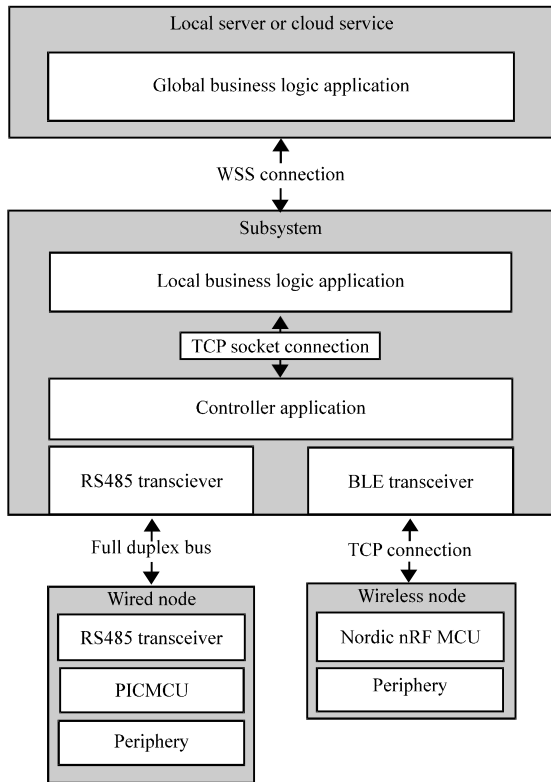 Local server or cloud service
Global business logic application
WSS connection
Subsystem
Local business logic application
TCP socket connection
Controller application
RS485 transciever
BLE transceiver
Full duplex bus
TCP connection
Wired node
RS485 transceiver
PICMCU
Periphery
Wireless node
Nordic nRF MCU
Periphery